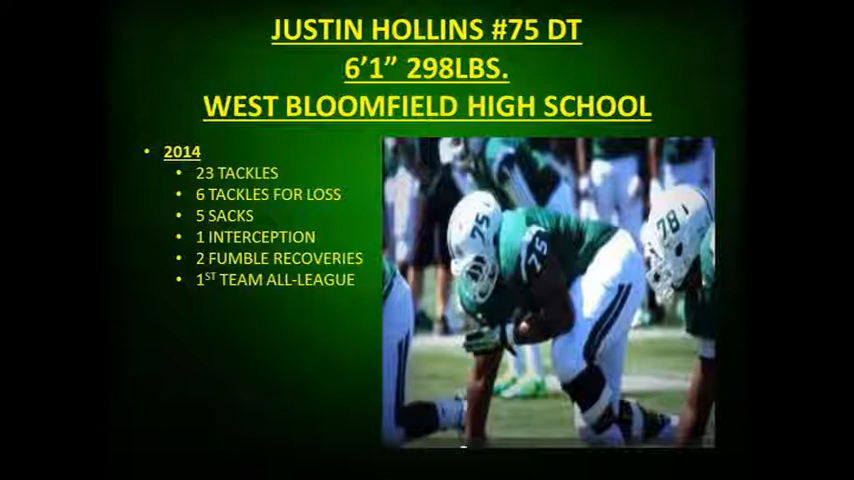 JUSTIN HOLLINS #75 DT
6’1” 298LBS.
WEST BLOOMFIELD HIGH SCHOOL
• 2014
• 23 TACKLES
• 6 TACKLES FOR LOSS
• 5 SACKS
• 1 INTERCEPTION
• 2 FUMBLE RECOVERIES
• 1ST TEAM ALL-LEAGUE
75
75
78